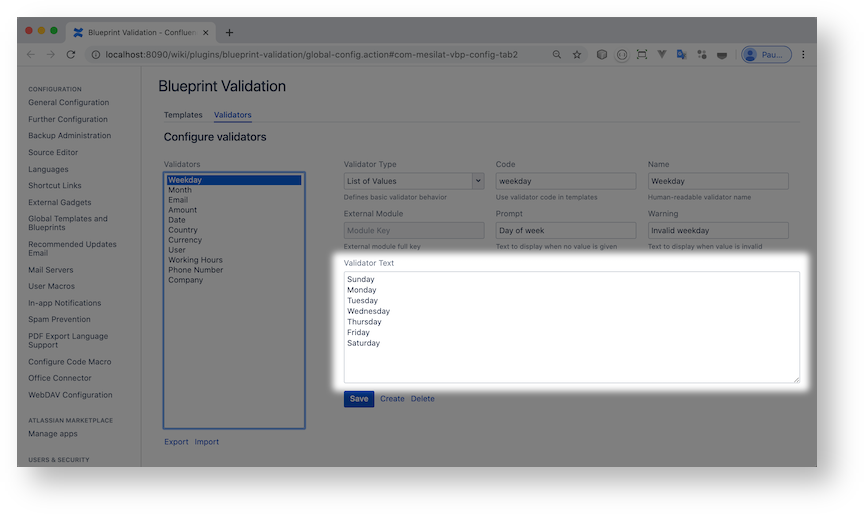 Blueprint Validation - Confluen
localhost:8090/wiki/plugins/blueprint-validation/global-config.action#com-mesilat-vbp-config-tab2
Pau...
CONFIGURATION
General Configuration
Further Configuration
Backup Administration
Source Editor
Languages
Shortcut Links
External Gadgets
Global Templates and
Blueprints
Recommended Updates
Email
Mail Servers
User Macros
In-app Notifications
Spam Prevention
PDF Export Language
Support
Configure Code Macro
Office Connector
WebDAV Configuration
ATLASSIAN MARKETPLACE
Manage apps
USERS & SECURITY
Blueprint Validation
Templates Validators
Configure validators
Validators
Weekday
Month
Email
Amount
Date
Country
Currency
User
Working Hours
Phone Number
Company
Export Import
Validator Type Code Name
List of Values weekday Weekday
Defines basic validator behavior Use validator code in templates Human-readable validator name
External Module Prompt Warning
Module Key Day of week Invalid weekday
External module full key Text to display when no value is given Text to display when value is invalid
Validator Text
Sunday
Monday
Tuesday
Wednesday
Thursday
Friday
Saturday
Save Create Delete